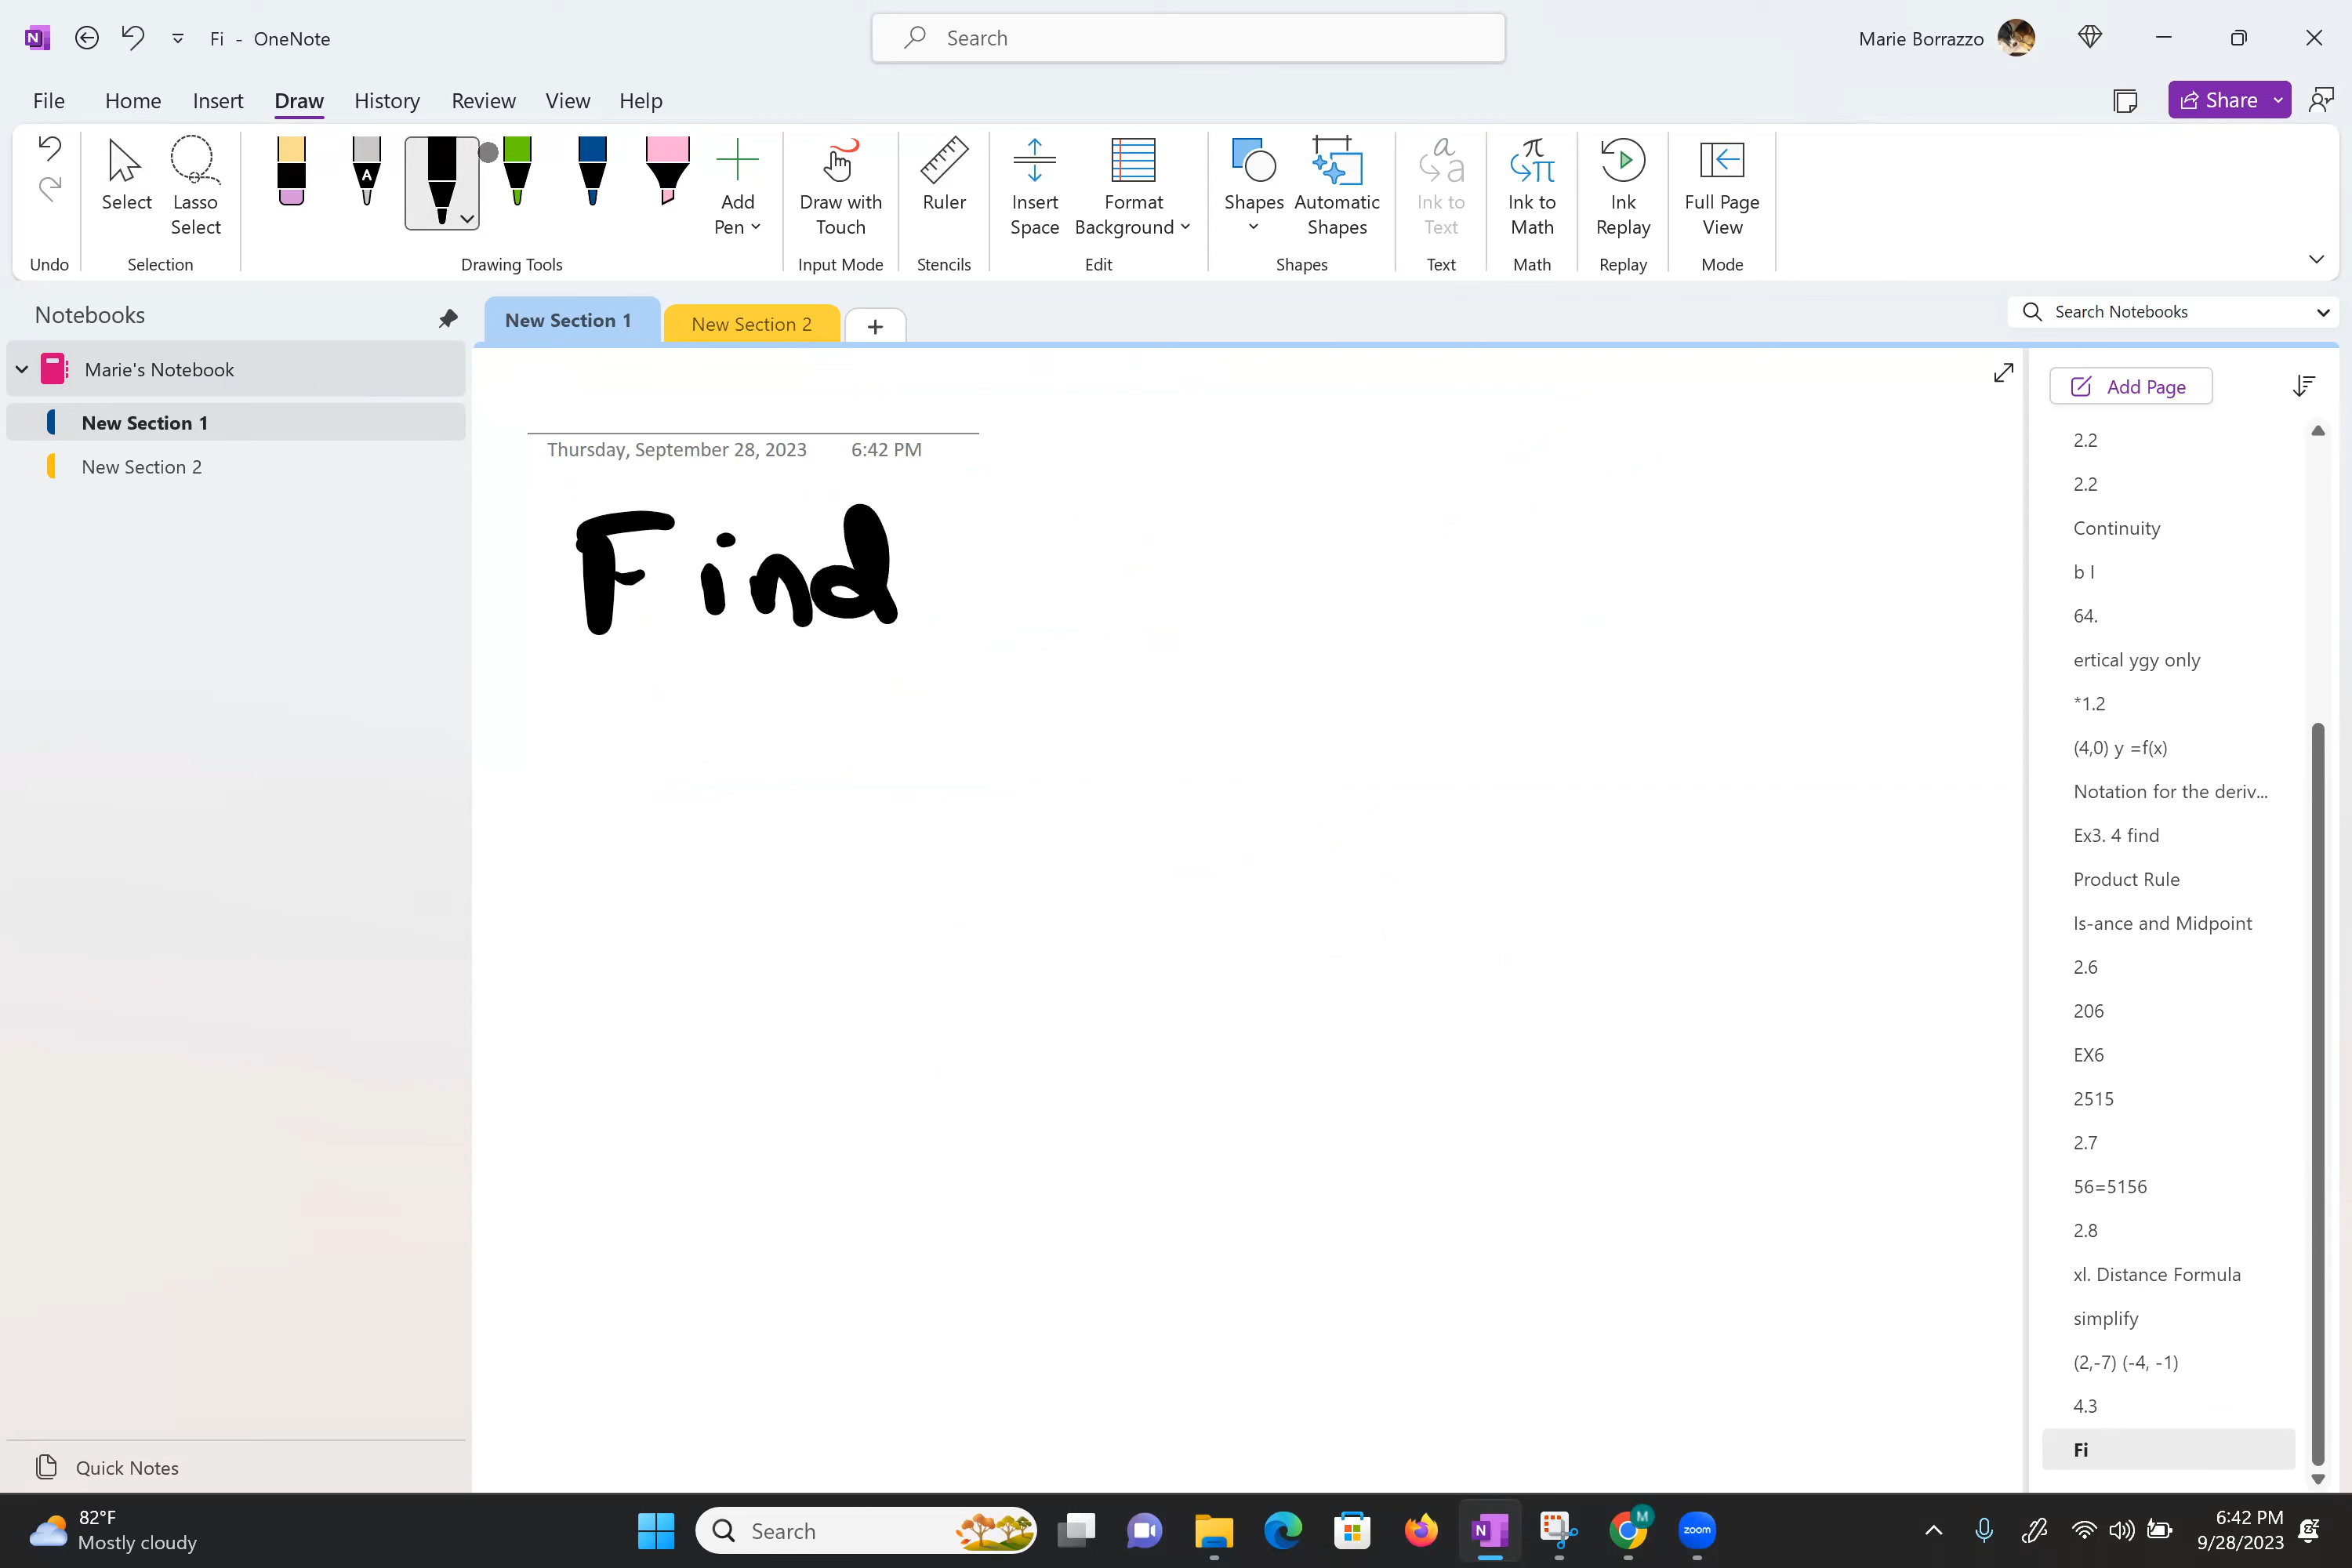 Fi - OneNote
Search
Marie Borrazzo
File Home Insert Draw History Review View Help
Share
Select
Lasso Select
A
Add Pen
Draw with Touch
Ruler
Insert Space
Format Background
Shapes
Automatic Shapes
Ink to Text
Ink to Math
Ink Replay
Full Page View
Undo Selection Drawing Tools Input Mode Stencils Edit Shapes Text Math Replay Mode
Notebooks
New Section 1
New Section 2
Search Notebooks
Marie's Notebook
New Section 1
New Section 2
Thursday, September 28, 2023 6:42 PM
Find
Add Page
2.2
2.2
Continuity
b I
64.
ertical ygy only
*1.2
(4,0) y =f(x)
Notation for the deriv...
Ex3. 4 find
Product Rule
Is-ance and Midpoint
2.6
206
EX6
2515
2.7
56=5156
2.8
xl. Distance Formula
simplify
(2,-7) (-4, -1)
4.3
Fi
Quick Notes
82°F
Mostly cloudy
Search
M
zoom
6:42 PM
9/28/2023